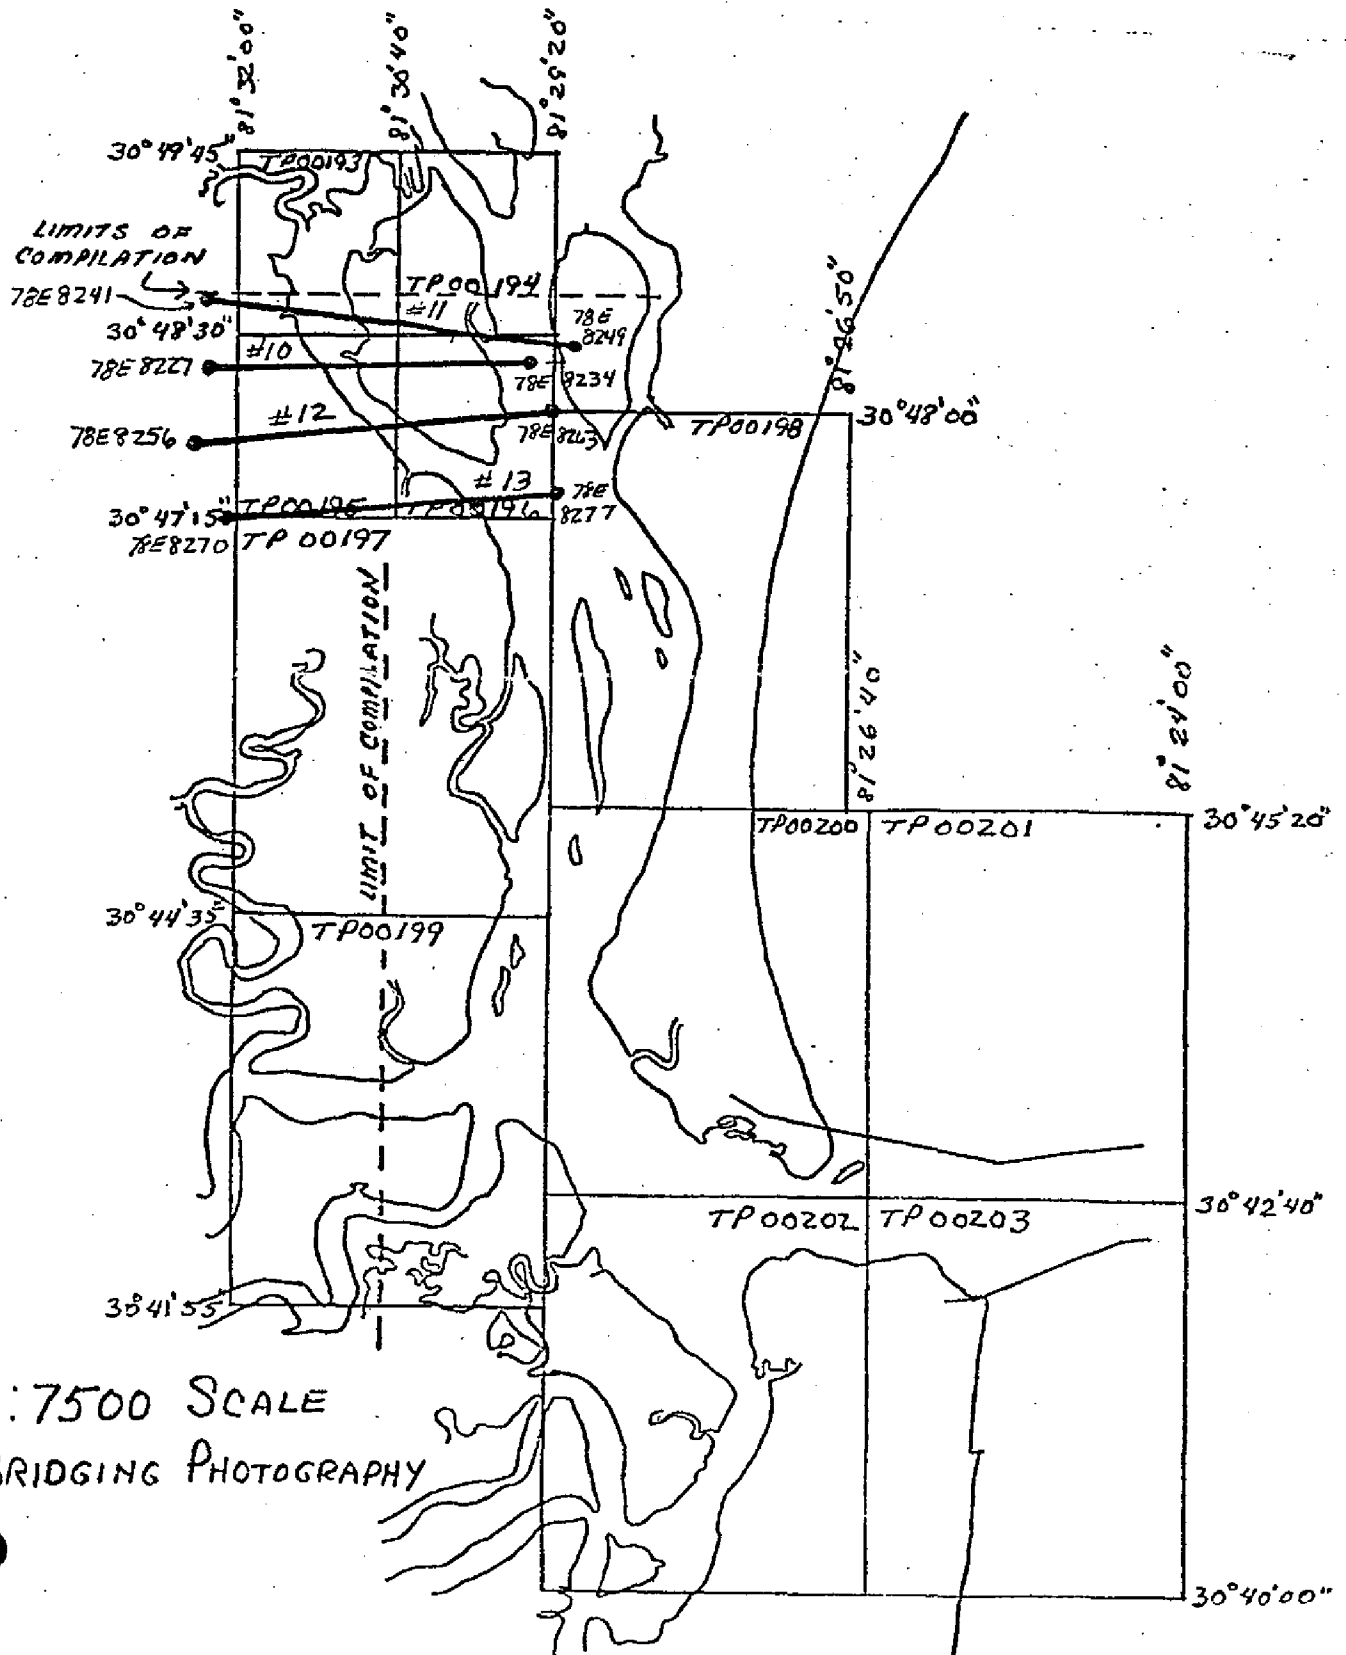 81°32'00"
81°30'40"
81°29'20"
30°49'45"
TP00193
LIMITS OF
COMPILATION
78E8241
TP00194
#11
78E
8249
30°48'30"
#10
78E8227
78E 8234
81°26'50"
#12
78E8256
78E 8263
TP00198
30°48'00"
#13
78E
8277
30°47'15"
TP00195
TP00196
78E8270
TP 00197
LIMIT OF COMPILATION
81°26'40"
81°24'00"
TP00200
TP00201
30°45'20"
30°44'35"
TP00199
TP00202
TP00203
30°42'40"
30°41'55"
:7500 SCALE
RIDGING PHOTOGRAPHY
30°40'00"